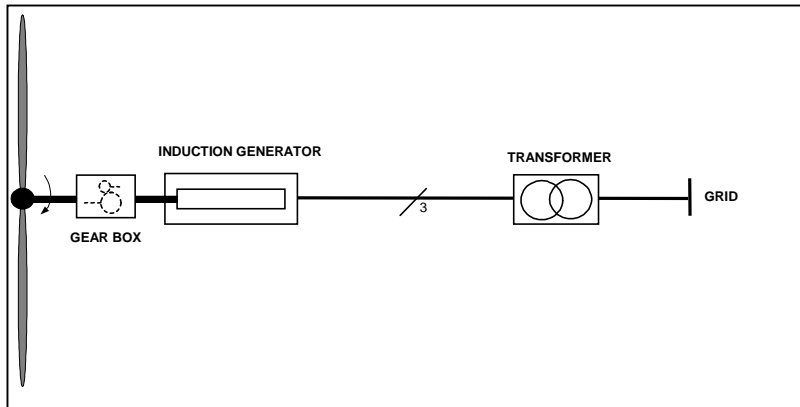 INDUCTION GENERATOR
TRANSFORMER
GRID
3
GEAR BOX